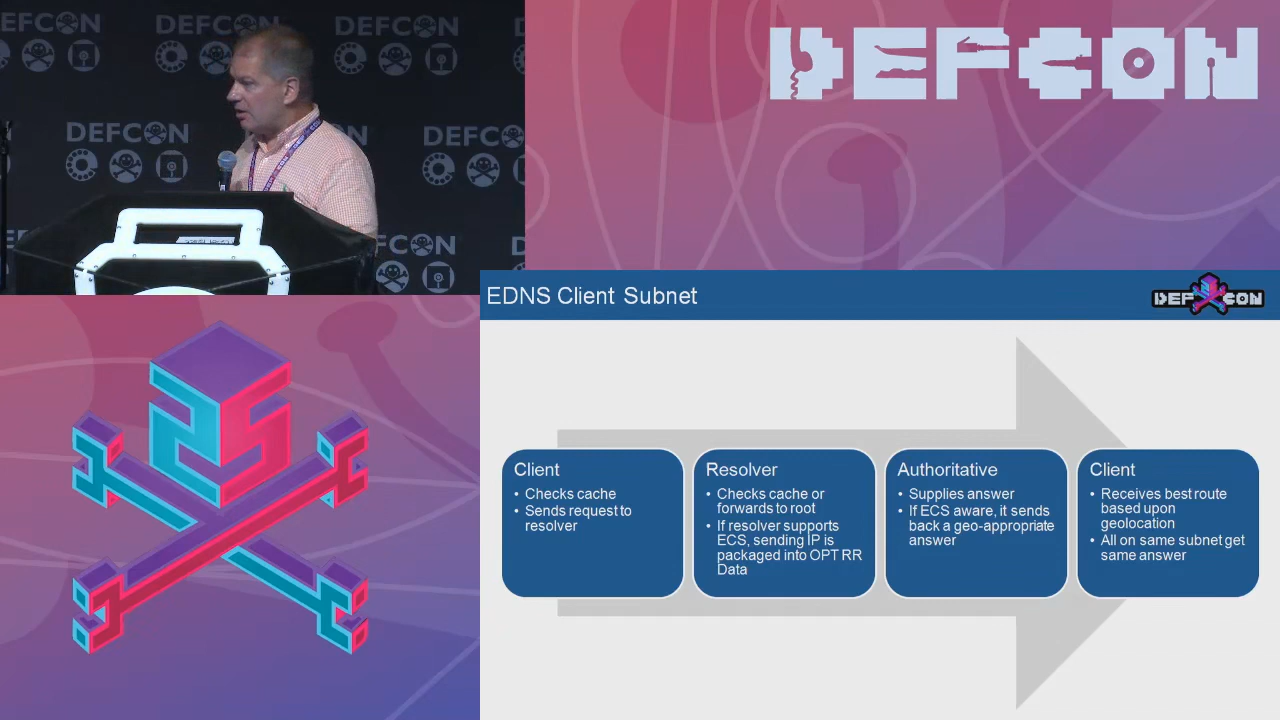 DEFCON
DEFCON
DEFCON
DEFCON
DEFCON
DEFCON
EDNS Client Subnet
DEF CON
Client
• Checks cache
• Sends request to
resolver
Resolver
• Checks cache or
forwards to root
• If resolver supports
ECS, sending IP is
packaged into OPT RR
Data
Authoritative
• Supplies answer
• If ECS aware, it sends
back a geo-appropriate
answer
Client
• Receives best route
based upon
geolocation
• All on same subnet get
same answer
25